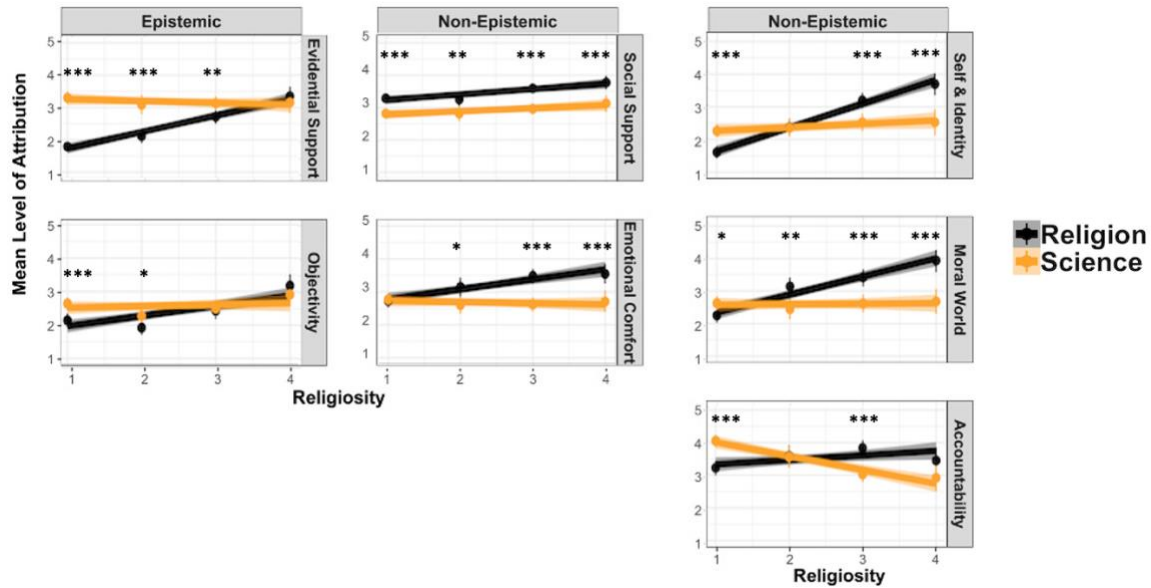 Epistemic
Non-Epistemic
Non-Epistemic
Mean Level of Attribution
5
4
3
2
1
*** *** **
Evidential Support
5
4
3
2
1
*** ** *** ***
Social Support
5
4
3
2
1
*** *** ***
Self & Identity
5
4
3
2
1
*** *
Objectivity
1 2 3 4
5
4
3
2
1
* *** ***
Emotional Comfort
1 2 3 4
Religiosity
5
4
3
2
1
* ** *** ***
Moral World
Religion
Science
5
4
3
2
1
*** ***
Accountability
1 2 3 4
Religiosity